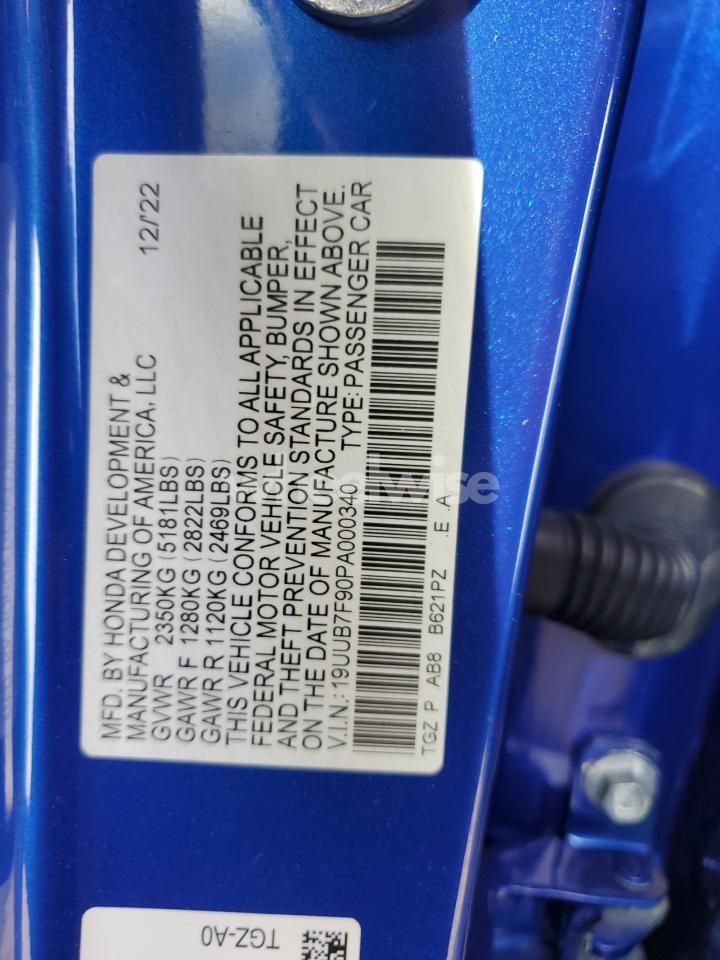 MFD. BY HONDA DEVELOPMENT &
MANUFACTURING OF AMERICA, LLC 12/'22
GVWR 2350KG (5181LBS)
GAWR F 1280KG (2822LBS)
GAWR R 1120KG (2469LBS)
THIS VEHICLE CONFORMS TO ALL APPLICABLE
FEDERAL MOTOR VEHICLE SAFETY, BUMPER,
AND THEFT PREVENTION STANDARDS IN EFFECT
ON THE DATE OF MANUFACTURE SHOWN ABOVE.
V.I.N.: 19UUB7F90PA000340 TYPE: PASSENGER CAR
TGZ P AB8 B621PZ .E .A
TGZ-A0